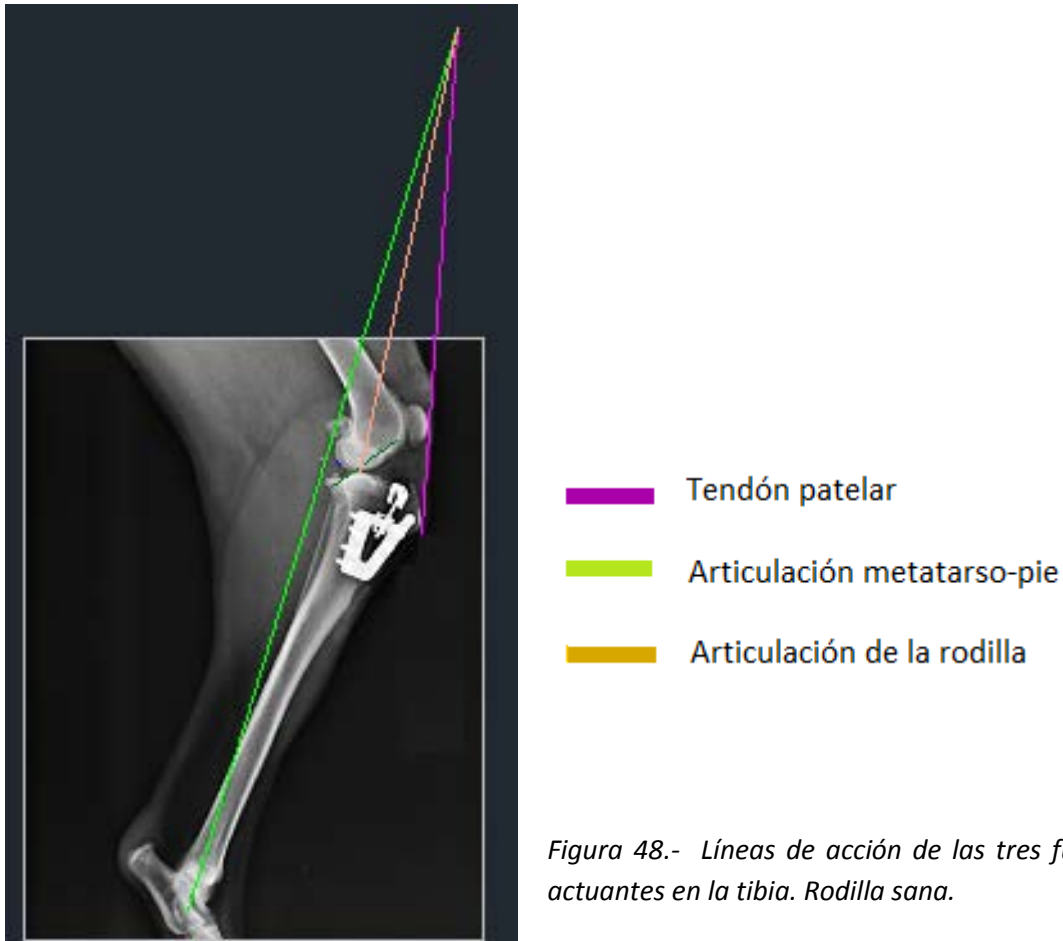 Tendón patelar
Articulación metatarso-pie
Articulación de la rodilla
Figura 48.- Líneas de acción de las tres
actuantes en la tibia. Rodilla sana.